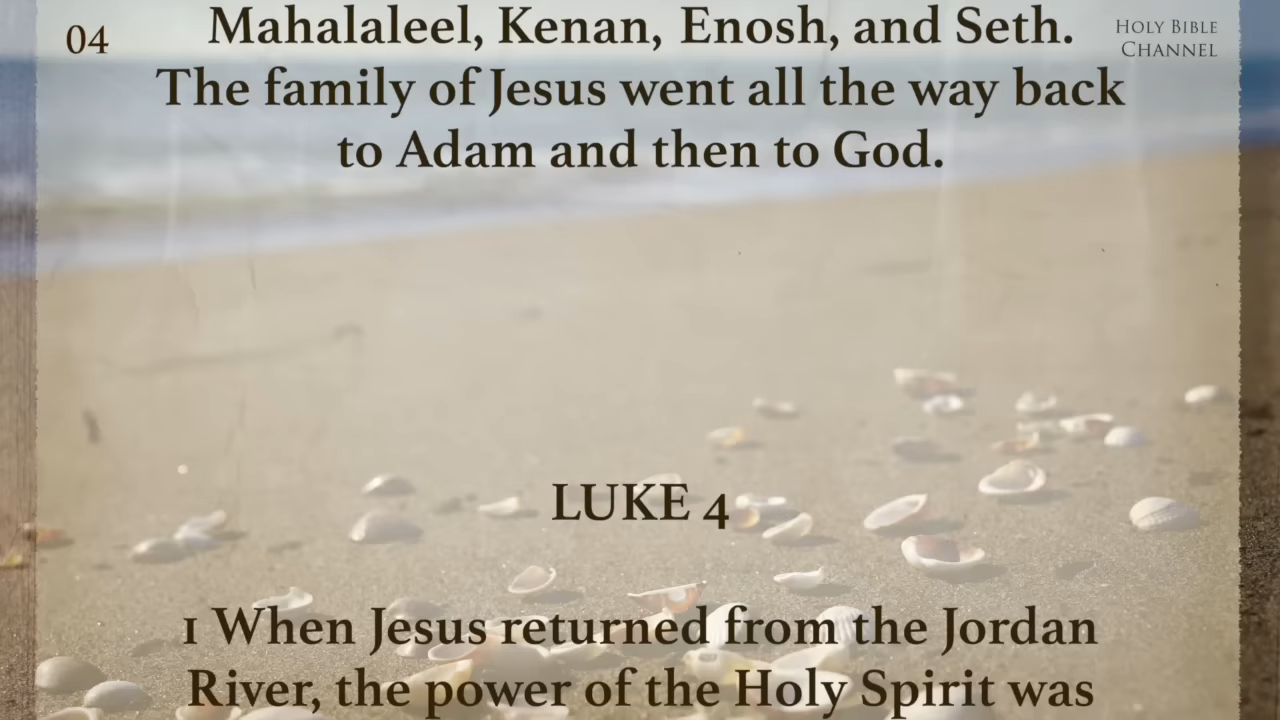 04
Mahalaleel, Kenan, Enosh, and Seth.
HOLY BIBLE
CHANNEL
The family of Jesus went all the way back
to Adam and then to God.
LUKE 4
1 When Jesus returned from the Jordan
River, the power of the Holy Spirit was